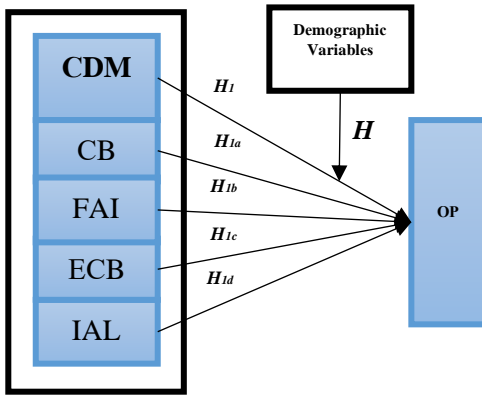 Demographic
Variables
CDM
H1
H
H1a
CB
H1b
FAI
OP
H1c
ECB
H1d
IAL